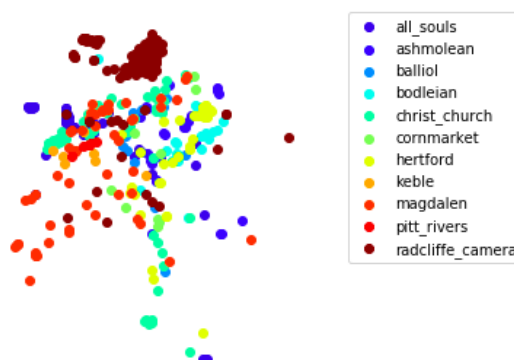 all_souls
ashmolean
balliol
bodleian
christ_church
cornmarket
hertford
keble
magdalen
pitt_rivers
radcliffe_camera